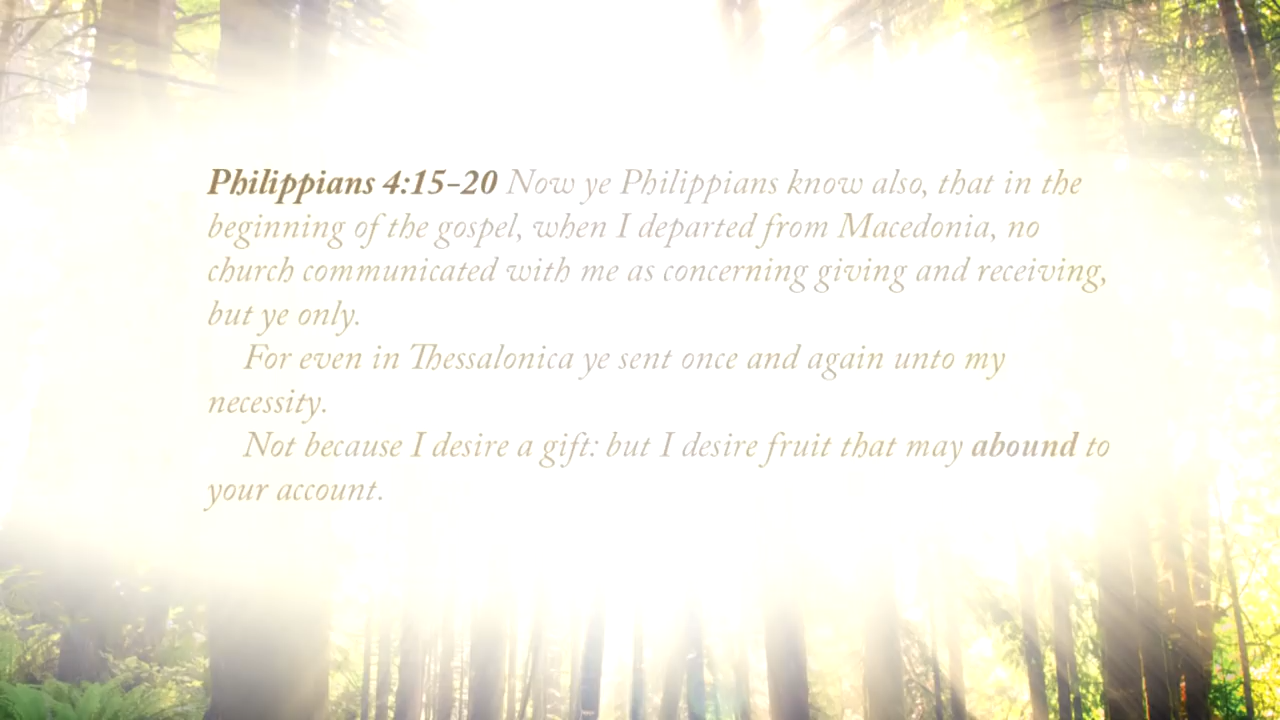 Philippians 4:15-20 Now ye Philippians know also, that in the
beginning of the gospel, when I departed from Macedonia, no
church communicated with me as concerning giving and receiving,
but ye only.
For even in Thessalonica ye sent once and again unto my
necessity.
Not because I desire a gift: but I desire fruit that may abound to
your account.